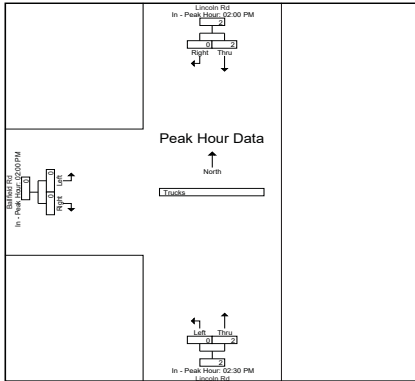 Lincoln Rd
In - Peak Hour: 02:00 PM
2
0 2
Right Thru
Peak Hour Data
North
Trucks
Ballfield Rd
In - Peak Hour: 02:00 PM
0
0 0
Right Left
Left Thru
0 2
2
In - Peak Hour: 02:30 PM
Lincoln Rd